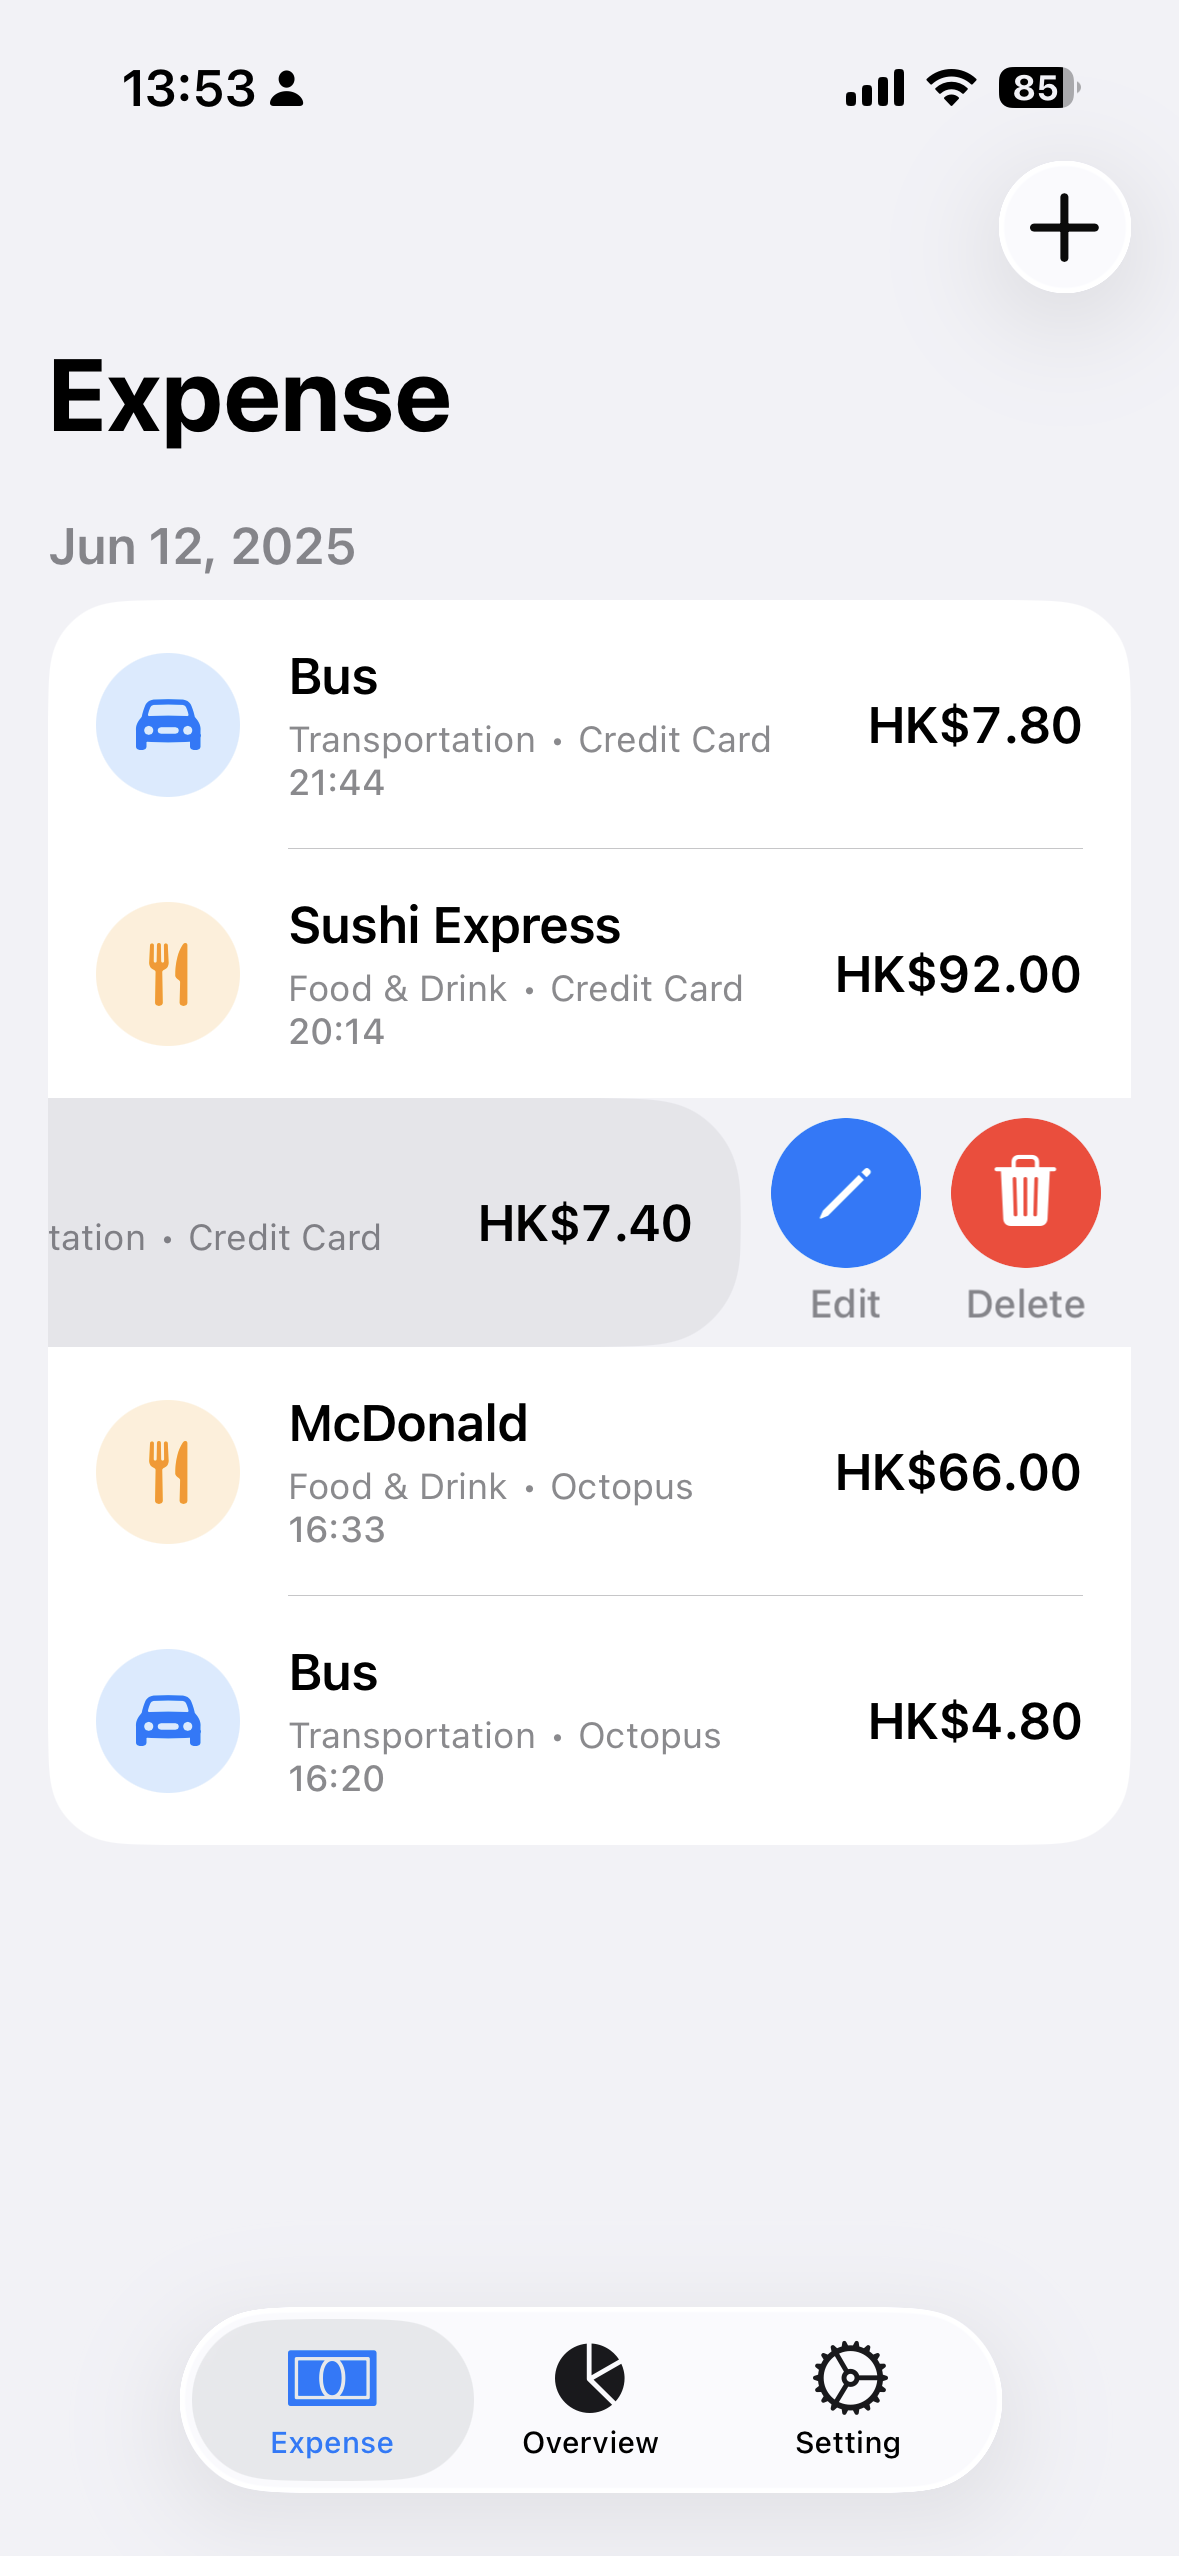 13:53
85
Expense
Jun 12, 2025
Bus
Transportation • Credit Card
21:44
HK$7.80
Sushi Express
Food & Drink • Credit Card
20:14
HK$92.00
tation • Credit Card
HK$7.40
Edit
Delete
McDonald
Food & Drink • Octopus
16:33
HK$66.00
Bus
Transportation • Octopus
16:20
HK$4.80
Expense
Overview
Setting